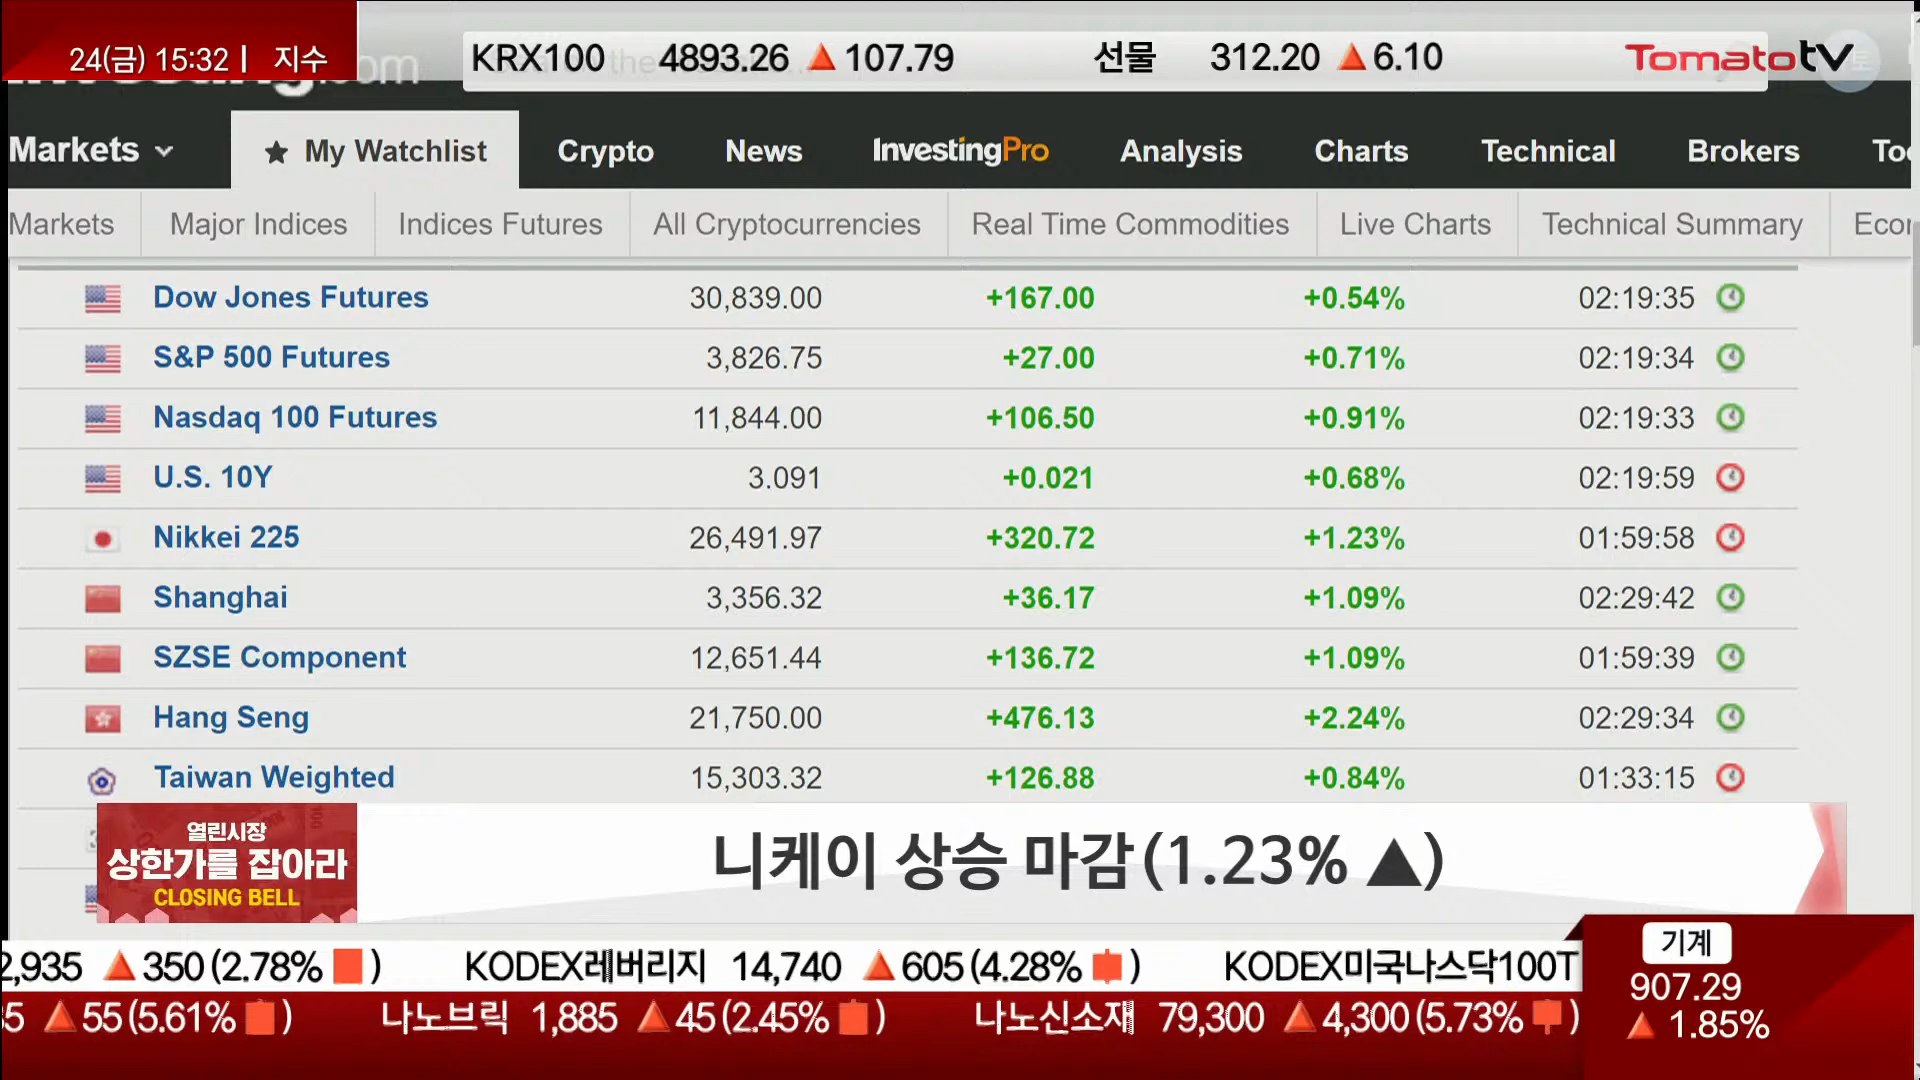 24(금) 15:32 | 지수
KRX100 4893.26 ▲107.79 선물 312.20 ▲6.10
Tomatotv
Markets My Watchlist Crypto News InvestingPro Analysis Charts Technical Brokers
Markets Major Indices Indices Futures All Cryptocurrencies Real Time Commodities Live Charts Technical Summary
Dow Jones Futures 30,839.00 +167.00 +0.54% 02:19:35
S&P 500 Futures 3,826.75 +27.00 +0.71% 02:19:34
Nasdaq 100 Futures 11,844.00 +106.50 +0.91% 02:19:33
U.S. 10Y 3.091 +0.021 +0.68% 02:19:59
Nikkei 225 26,491.97 +320.72 +1.23% 01:59:58
Shanghai 3,356.32 +36.17 +1.09% 02:29:42
SZSE Component 12,651.44 +136.72 +1.09% 01:59:39
Hang Seng 21,750.00 +476.13 +2.24% 02:29:34
Taiwan Weighted 15,303.32 +126.88 +0.84% 01:33:15
열린시장
상한가를 잡아라
CLOSING BELL
니케이 상승 마감(1.23% ▲)
2,935 ▲350(2.78%) KODEX레버리지 14,740 ▲605(4.28%) KODEX미국나스닥100T
▲55(5.61%) 나노브릭 1,885 ▲45(2.45%) 나노신소재 79,300 ▲4,300(5.73%)
기계
907.29
▲ 1.85%